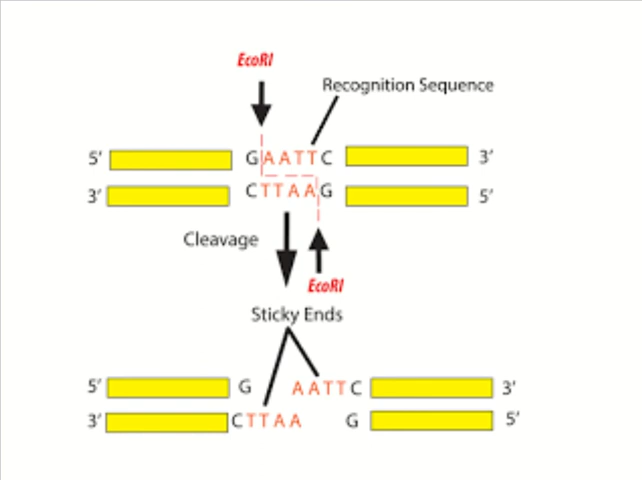 EcoRI
Recognition Sequence
5' G A A T T C 3'
3' C T T A A G 5'
Cleavage
EcoRI
Sticky Ends
5' G A A T T C 3'
3' C T T A A G 5'